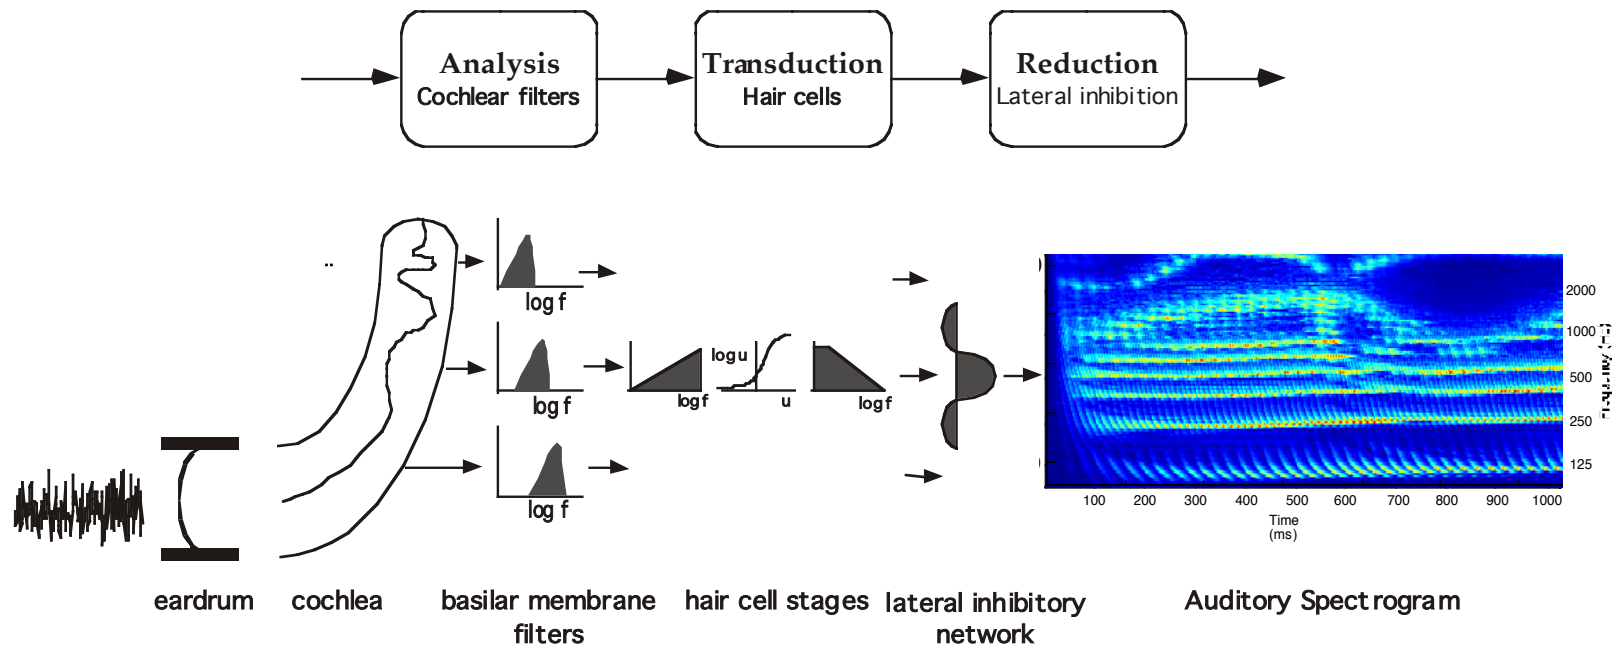 Analysis
Cochlear filters
Transduction
Hair cells
Reduction
Lateral inhibition
log f
log f
log f
log f
log u
u
log f
2000
1000
500
250
125
100 200 300 400 500 600 700 800 900 1000
Time
(ms)
eardrum
cochlea
basilar membrane
filters
hair cell stages
lateral inhibitory
network
Auditory Spectrogram